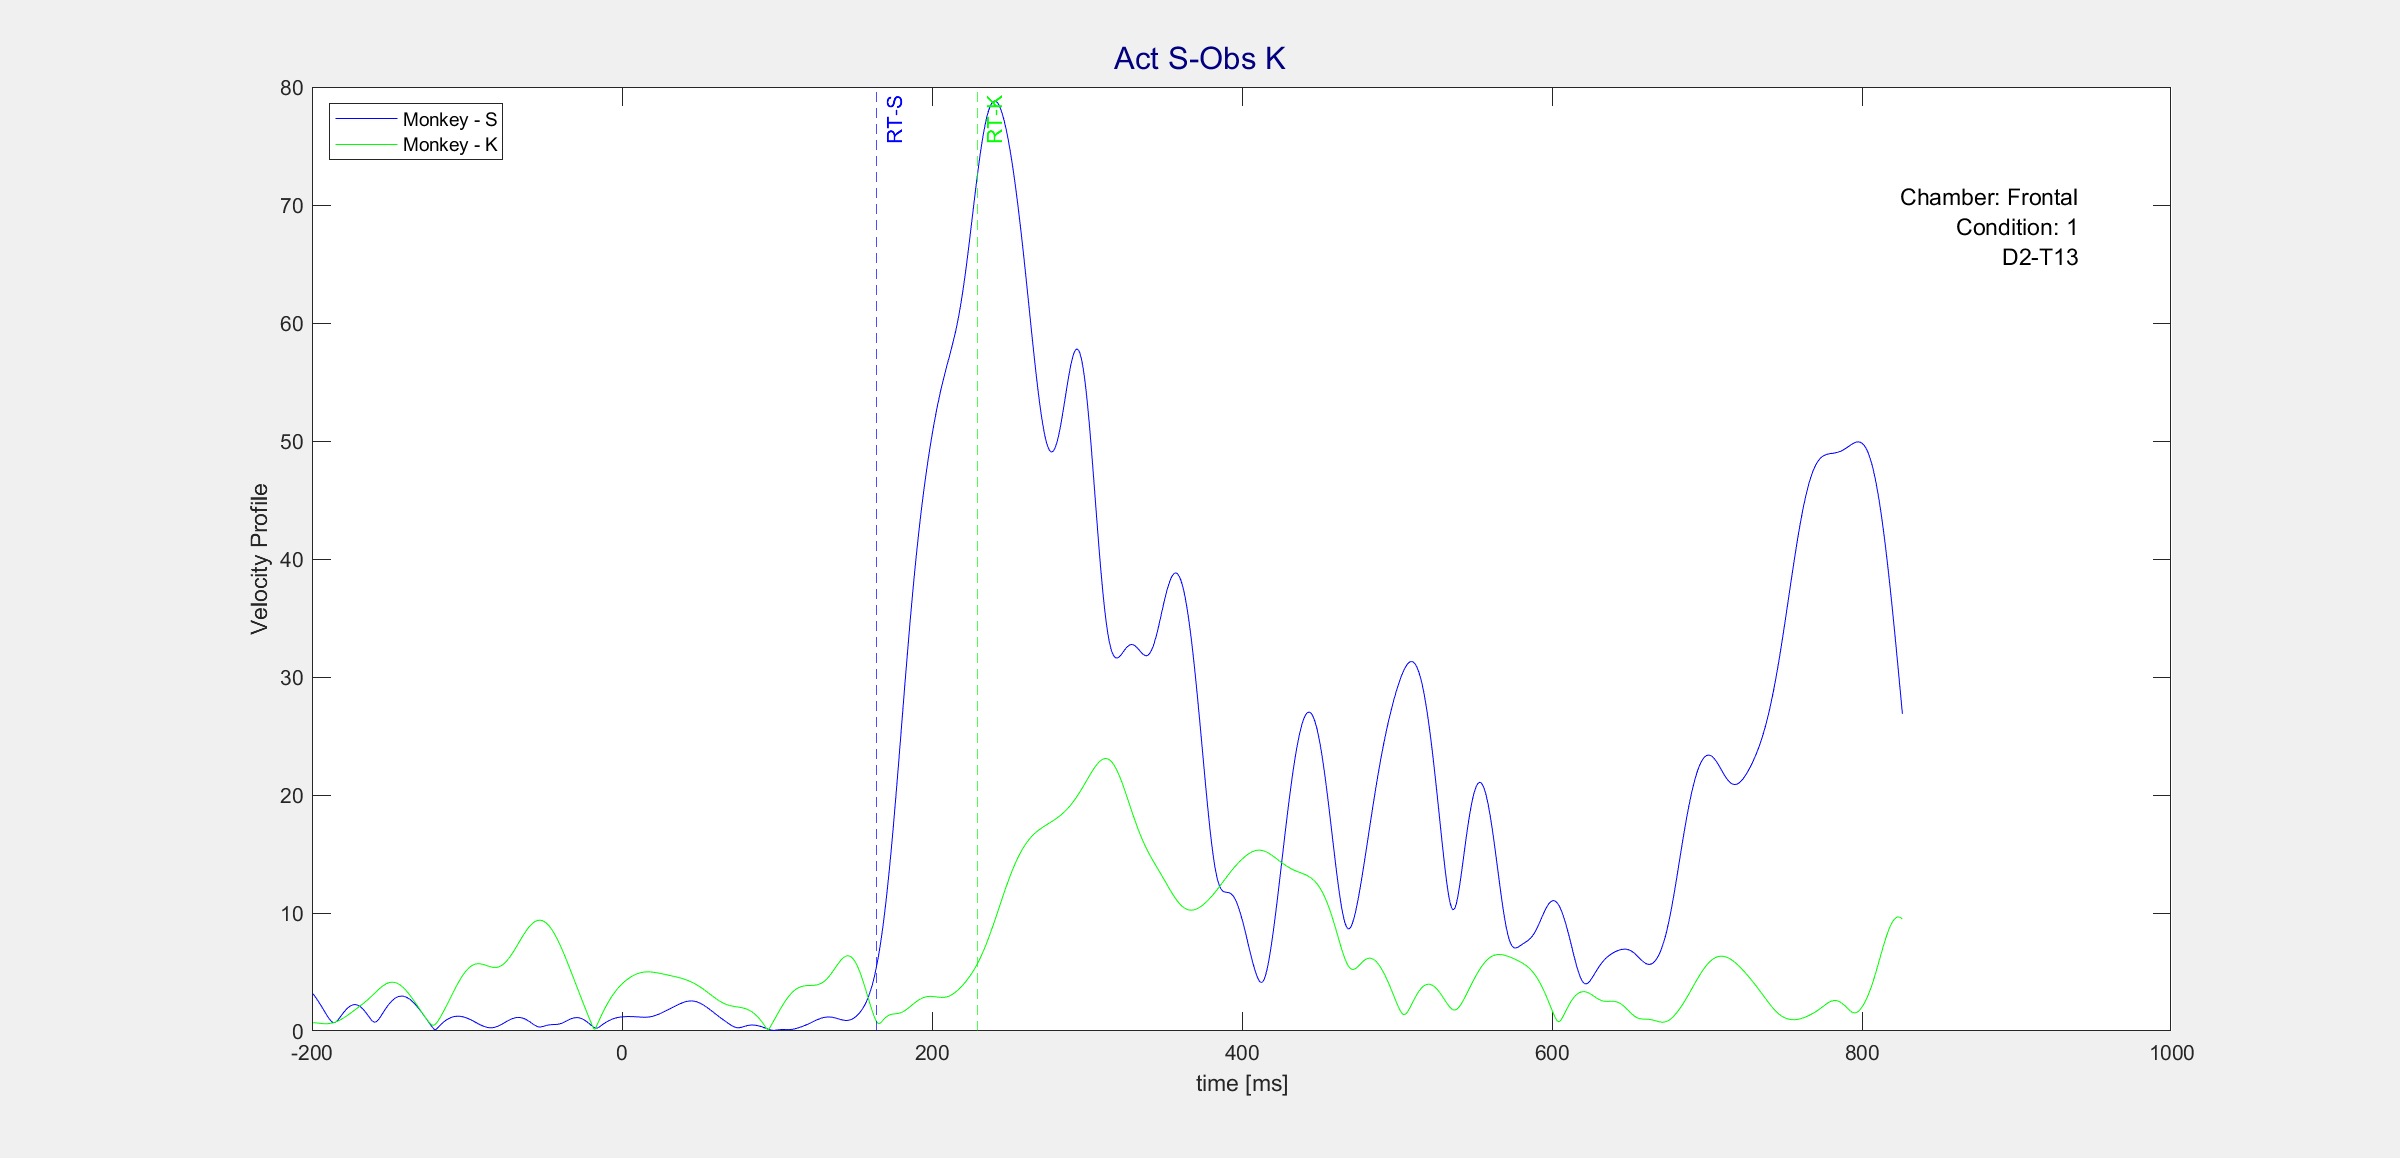 Act S-Obs K
Monkey - S
Monkey - K
RT-S
RT-K
Chamber: Frontal
Condition: 1
D2-T13
Velocity Profile
80
70
60
50
40
30
20
10
0
-200
0
200
400
600
800
1000
time [ms]